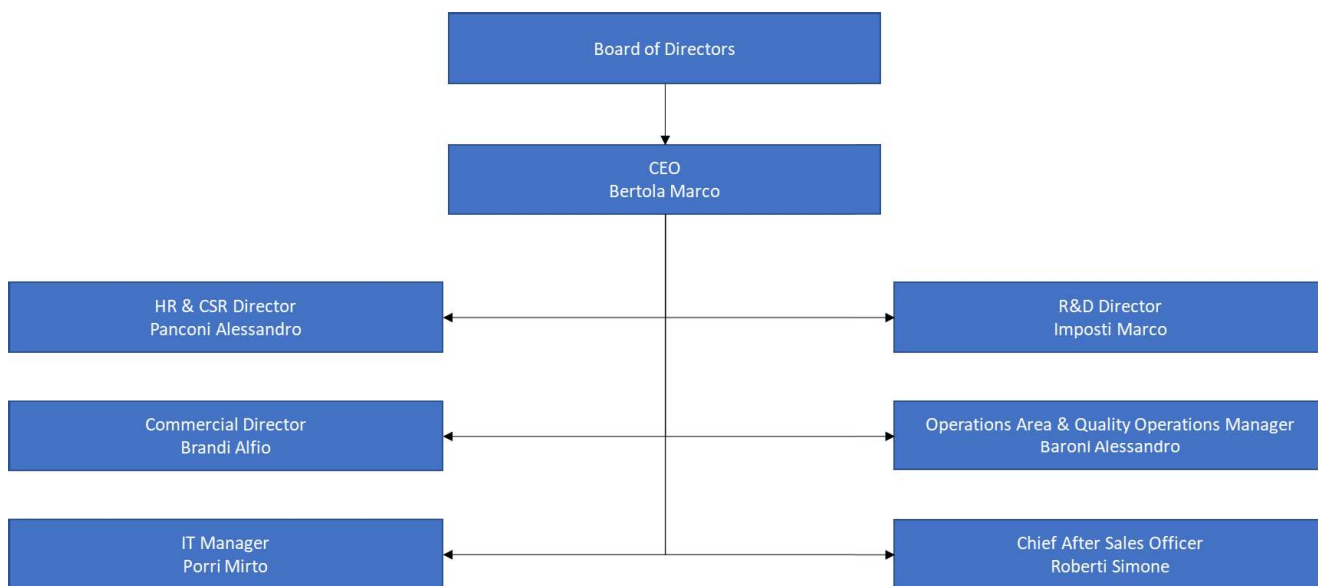 Board of Directors
CEO
Bertola Marco
HR & CSR Director
Panconi Alessandro
R&D Director
Imposti Marco
Commercial Director
Brandi Alfio
Operations Area & Quality Operations Manager
Baroni Alessandro
IT Manager
Porri Mirto
Chief After Sales Officer
Roberti Simone